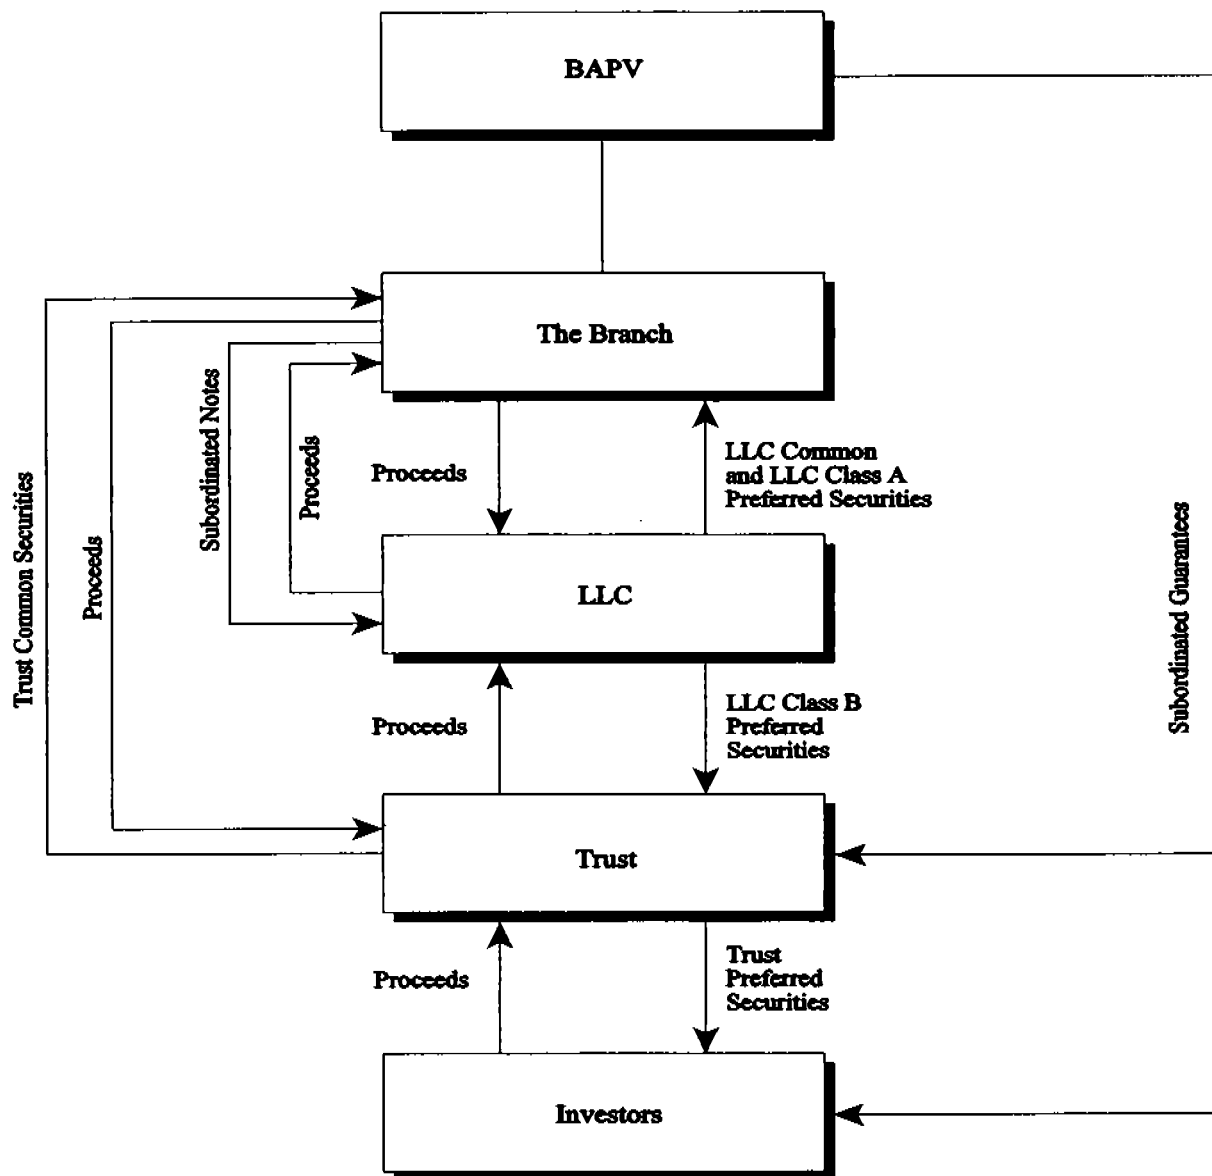 BAPV
The Branch
Trust Common Securities
Proceeds
Subordinated Notes
Proceeds
Proceeds
LLC Common
and LLC Class A
Preferred Securities
Subordinated Guarantees
LLC
Proceeds
LLC Class B
Preferred
Securities
Trust
Proceeds
Trust
Preferred
Securities
Investors